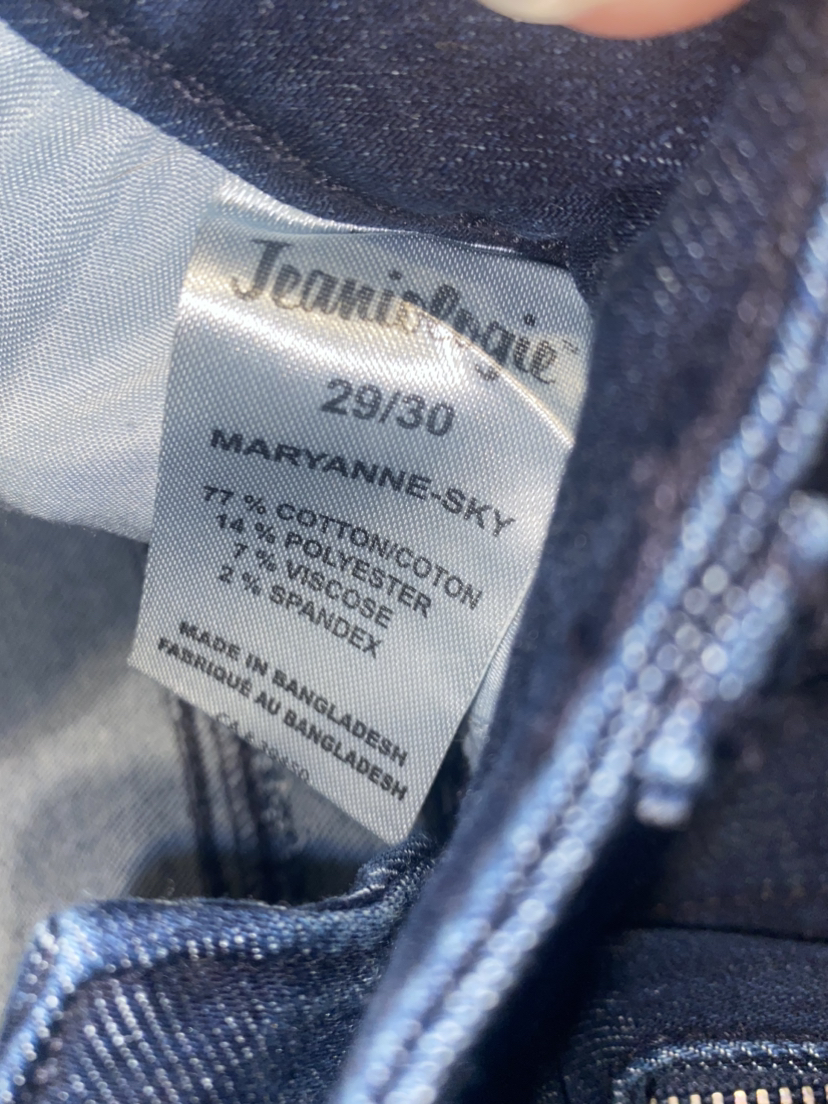 Jeaniologie™
29/30
MARYANNE-SKY
77 % COTTON/COTON
14 % POLYESTER
7 % VISCOSE
2 % SPANDEX
MADE IN BANGLADESH
FABRIQUÉ AU BANGLADESH